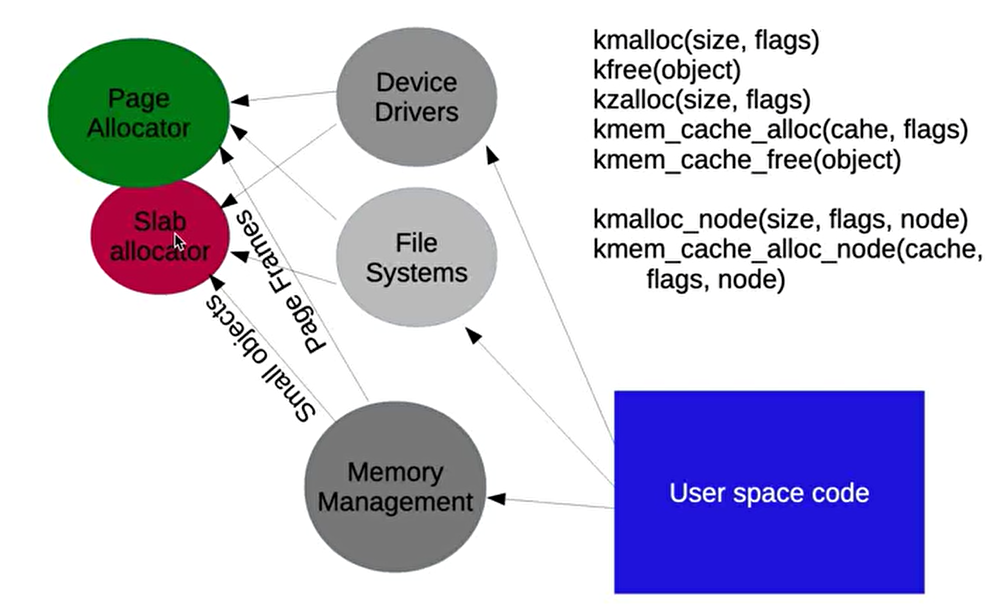 Page
Allocator
Slab
allocator
Device
Drivers
File
Systems
Page Frames
Small objects
Memory
Management
User space code
kmalloc(size, flags)
kfree(object)
kzalloc(size, flags)
kmem_cache_alloc(cahe, flags)
kmem_cache_free(object)
kmalloc_node(size, flags, node)
kmem_cache_alloc_node(cache,
flags, node)